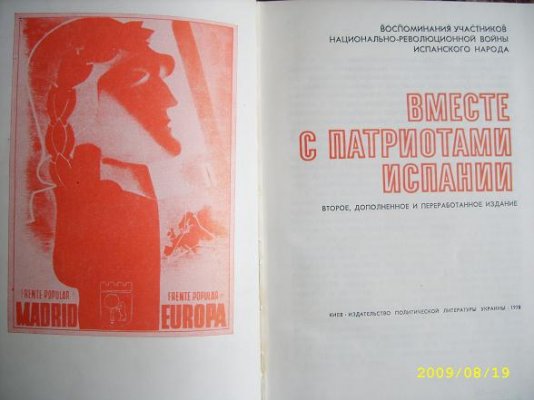 FRENTE POPULAR
MADRID
FRENTE POPULAR
EUROPA
ВОСПОМИНАНИЯ УЧАСТНИКОВ
НАЦИОНАЛЬНО-РЕВОЛЮЦИОННОЙ ВОЙНЫ
ИСПАНСКОГО НАРОДА
ВМЕСТЕ
С ПАТРИОТАМИ
ИСПАНИИ
ВТОРОЕ, ДОПОЛНЕННОЕ И ПЕРЕРАБОТАННОЕ ИЗДАНИЕ
КИЕВ · ИЗДАТЕЛЬСТВО ПОЛИТИЧЕСКОЙ ЛИТЕРАТУРЫ УКРАИНЫ · 1978
2009/08/19